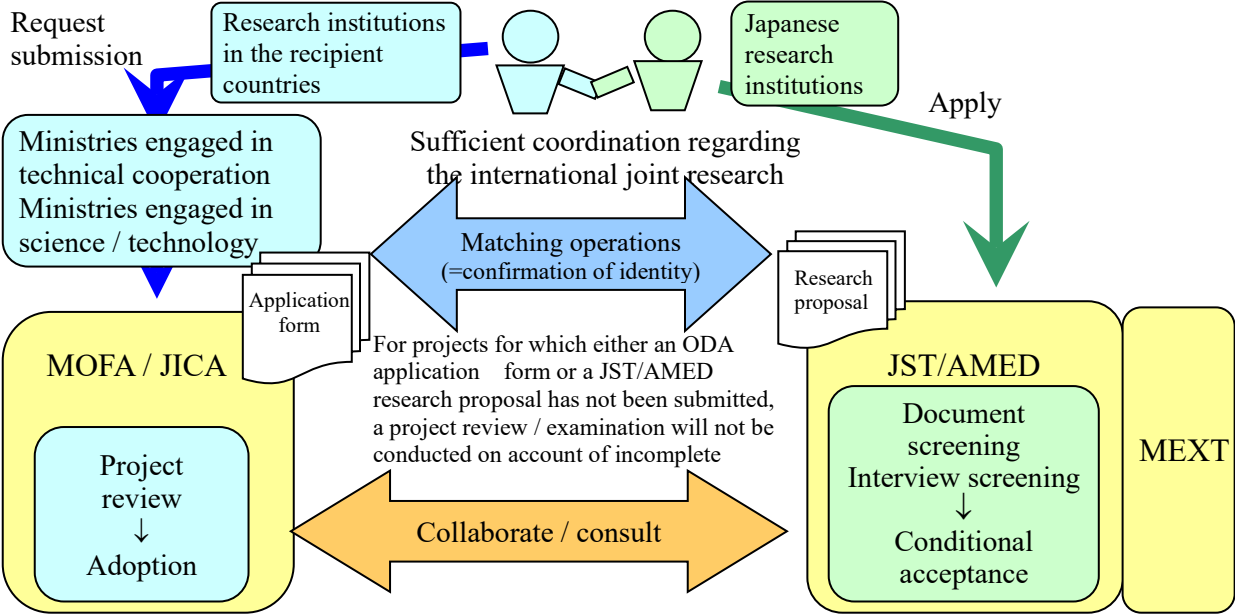 Request
submission
Research institutions
in the recipient
countries
Japanese
research
institutions
Apply
Ministries engaged in
technical cooperation
Ministries engaged in
science / technology
Sufficient coordination regarding
the international joint research
Matching operations
(=confirmation of identity)
Application
form
Research
proposal
For projects for which either an ODA
application form or a JST/AMED
research proposal has not been submitted,
a project review / examination will not be
conducted on account of incomplete
MOFA / JICA
Project
review
↓
Adoption
Collaborate / consult
JST/AMED
Document
screening
Interview screening
↓
Conditional
acceptance
MEXT